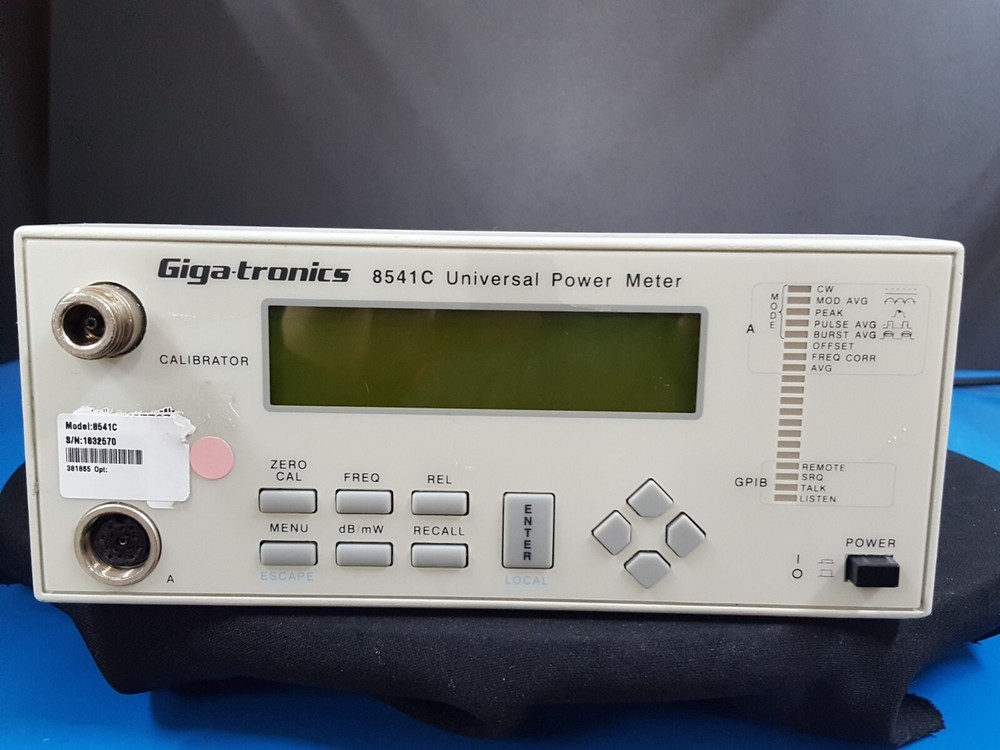 Giga-tronics 8541C Universal Power Meter
CALIBRATOR
Model:8541C
S/N:1832570
381865 Opt:
A
ZERO CAL
FREQ
REL
MENU
dB/mW
RECALL
ESCAPE
ENTER
LOCAL
A
MODE
CW
MOD AVG
PEAK
PULSE AVG
BURST AVG
OFFSET
FREQ CORR
AVG
GPIB
REMOTE
SRQ
TALK
LISTEN
POWER
I
O